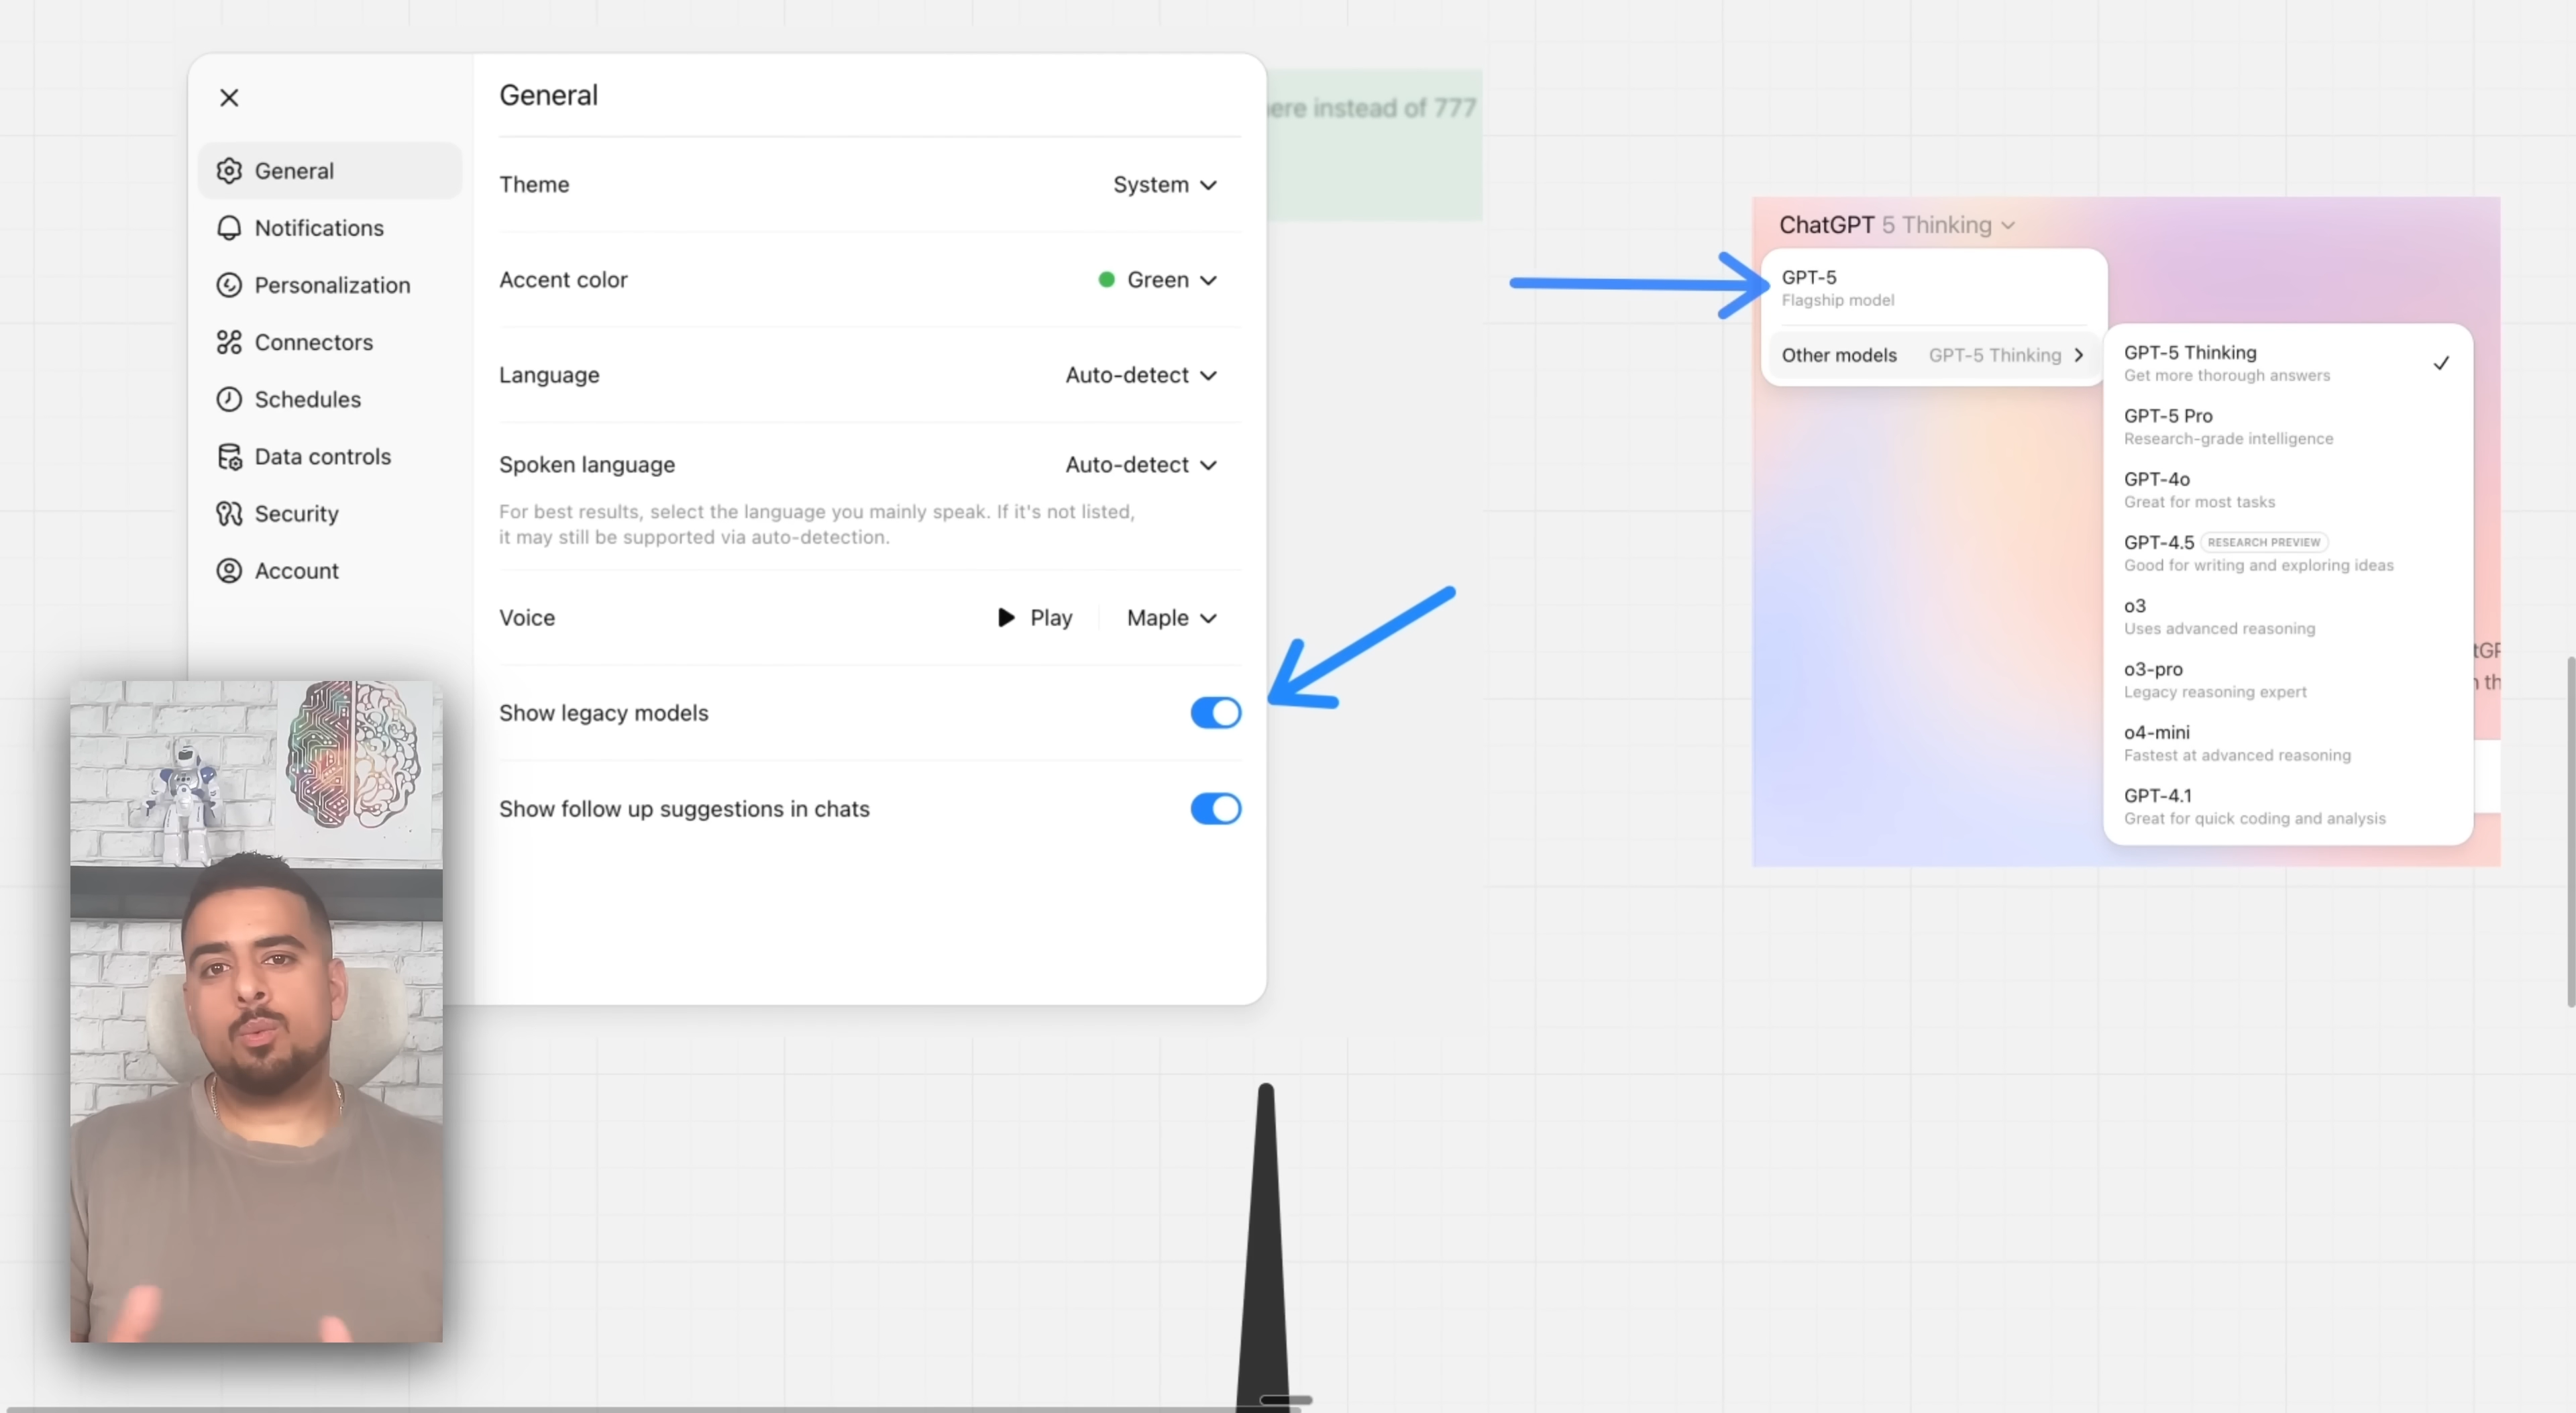 General
General
Notifications
Personalization
Connectors
Schedules
Data controls
Security
Account
Theme
System
Accent color
Green
Language
Auto-detect
Spoken language
Auto-detect
For best results, select the language you mainly speak. If it's not listed,
it may still be supported via auto-detection.
Voice
Play
Maple
Show legacy models
Show follow up suggestions in chats
instead of 777
ChatGPT 5 Thinking
GPT-5
Flagship model
Other models GPT-5 Thinking
GPT-5 Thinking
Get more thorough answers
GPT-5 Pro
Research-grade intelligence
GPT-4o
Great for most tasks
GPT-4.5 RESEARCH PREVIEW
Good for writing and exploring ideas
o3
Uses advanced reasoning
o3-pro
Legacy reasoning expert
o4-mini
Fastest at advanced reasoning
GPT-4.1
Great for quick coding and analysis